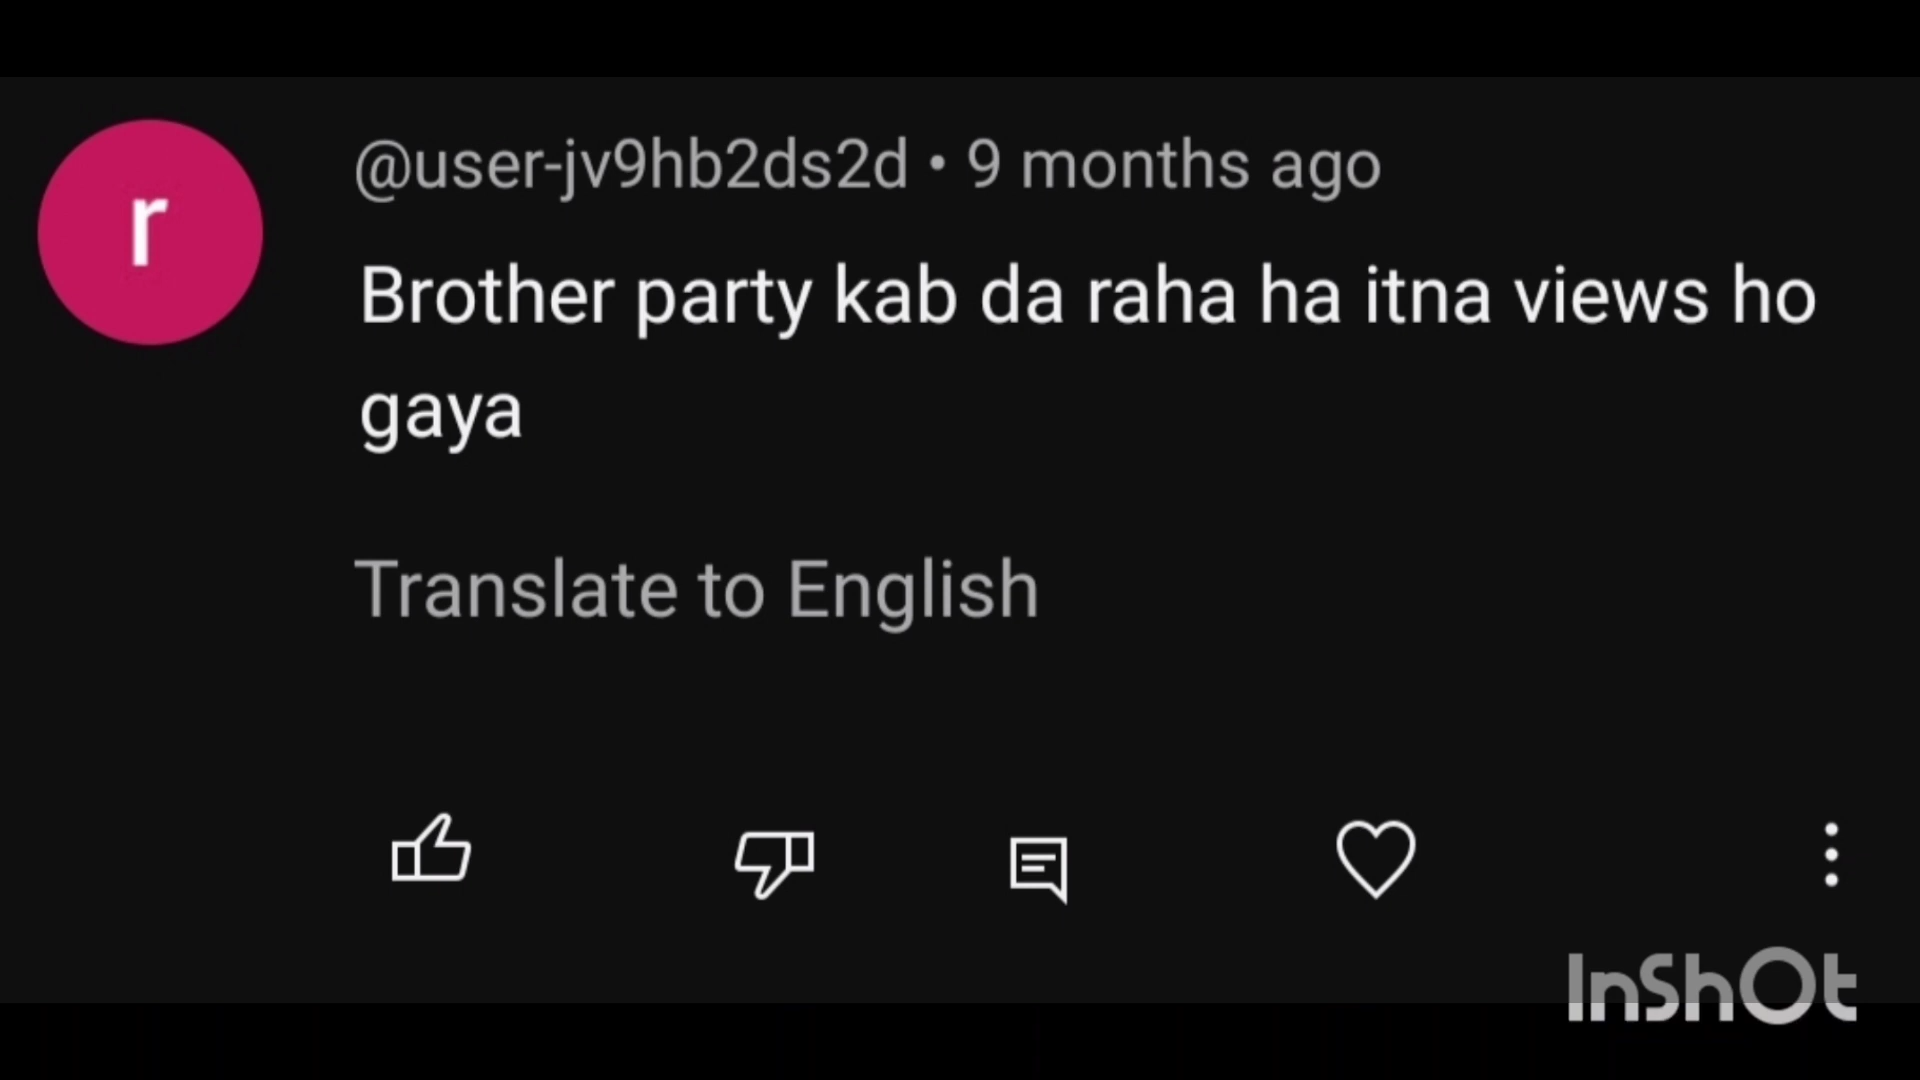 r
@user-jv9hb2ds2d • 9 months ago
Brother party kab da raha ha itna views ho
gaya
Translate to English
InShOt